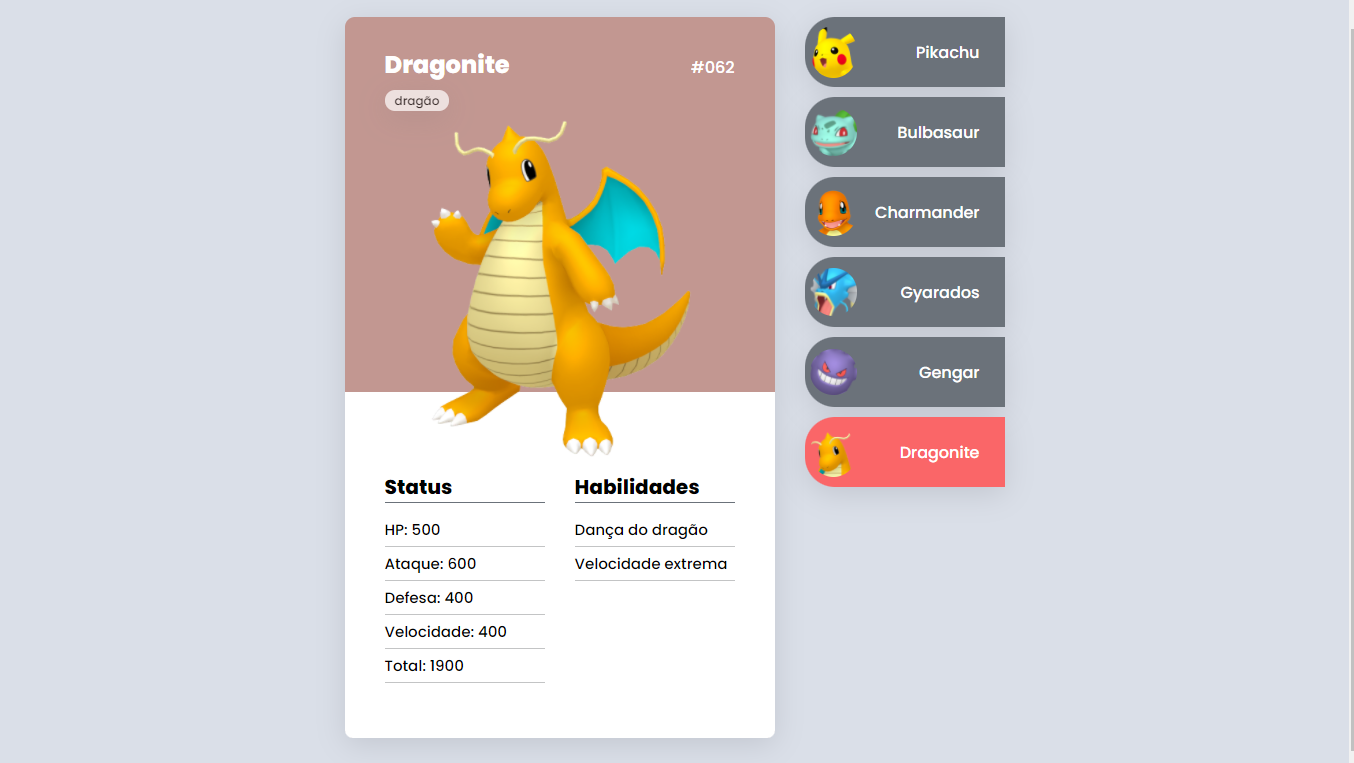 Dragonite
#062
dragão
Status
HP: 500
Ataque: 600
Defesa: 400
Velocidade: 400
Total: 1900
Habilidades
Dança do dragão
Velocidade extrema
Pikachu
Bulbasaur
Charmander
Gyarados
Gengar
Dragonite